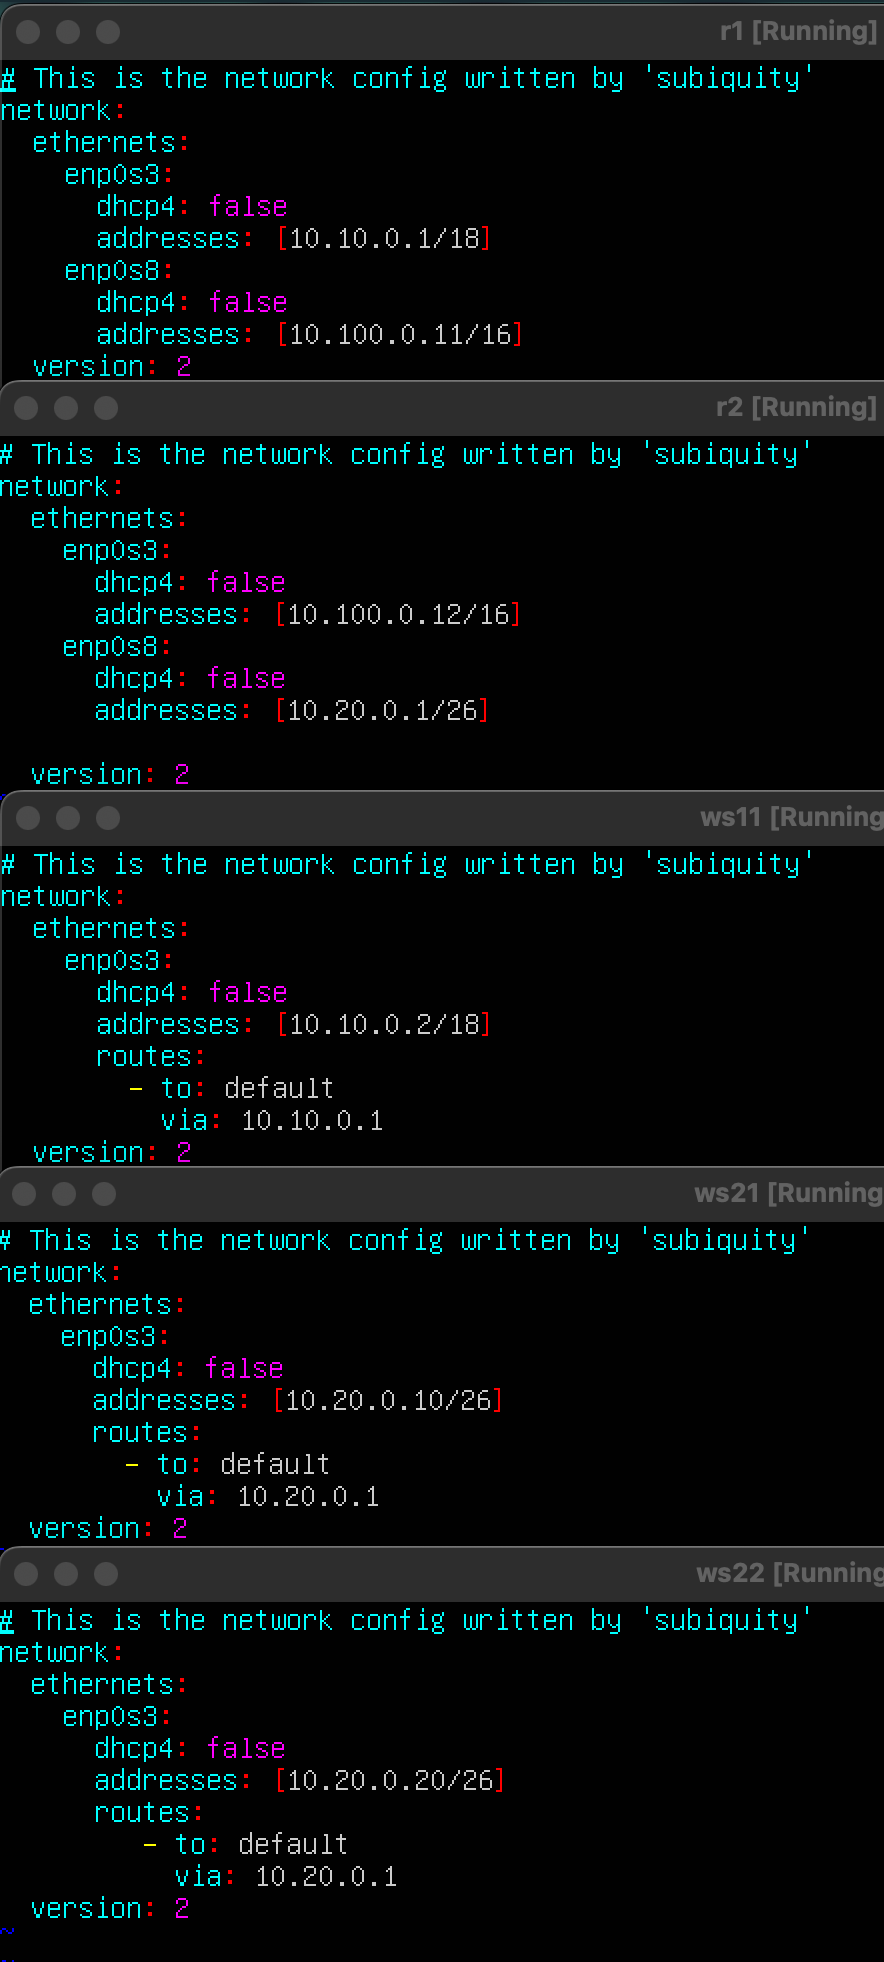 r1 [Running]
# This is the network config written by 'subiquity'
network:
  ethernets:
    enp0s3:
      dhcp4: false
      addresses: [10.10.0.1/18]
    enp0s8:
      dhcp4: false
      addresses: [10.100.0.11/16]
  version: 2
r2 [Running]
# This is the network config written by 'subiquity'
network:
  ethernets:
    enp0s3:
      dhcp4: false
      addresses: [10.100.0.12/16]
    enp0s8:
      dhcp4: false
      addresses: [10.20.0.1/26]
  version: 2
ws11 [Running
# This is the network config written by 'subiquity'
network:
  ethernets:
    enp0s3:
      dhcp4: false
      addresses: [10.10.0.2/18]
      routes:
        - to: default
          via: 10.10.0.1
  version: 2
ws21 [Running
# This is the network config written by 'subiquity'
network:
  ethernets:
    enp0s3:
      dhcp4: false
      addresses: [10.20.0.10/26]
      routes:
        - to: default
          via: 10.20.0.1
  version: 2
ws22 [Running
# This is the network config written by 'subiquity'
network:
  ethernets:
    enp0s3:
      dhcp4: false
      addresses: [10.20.0.20/26]
      routes:
         - to: default
           via: 10.20.0.1
  version: 2
~
~